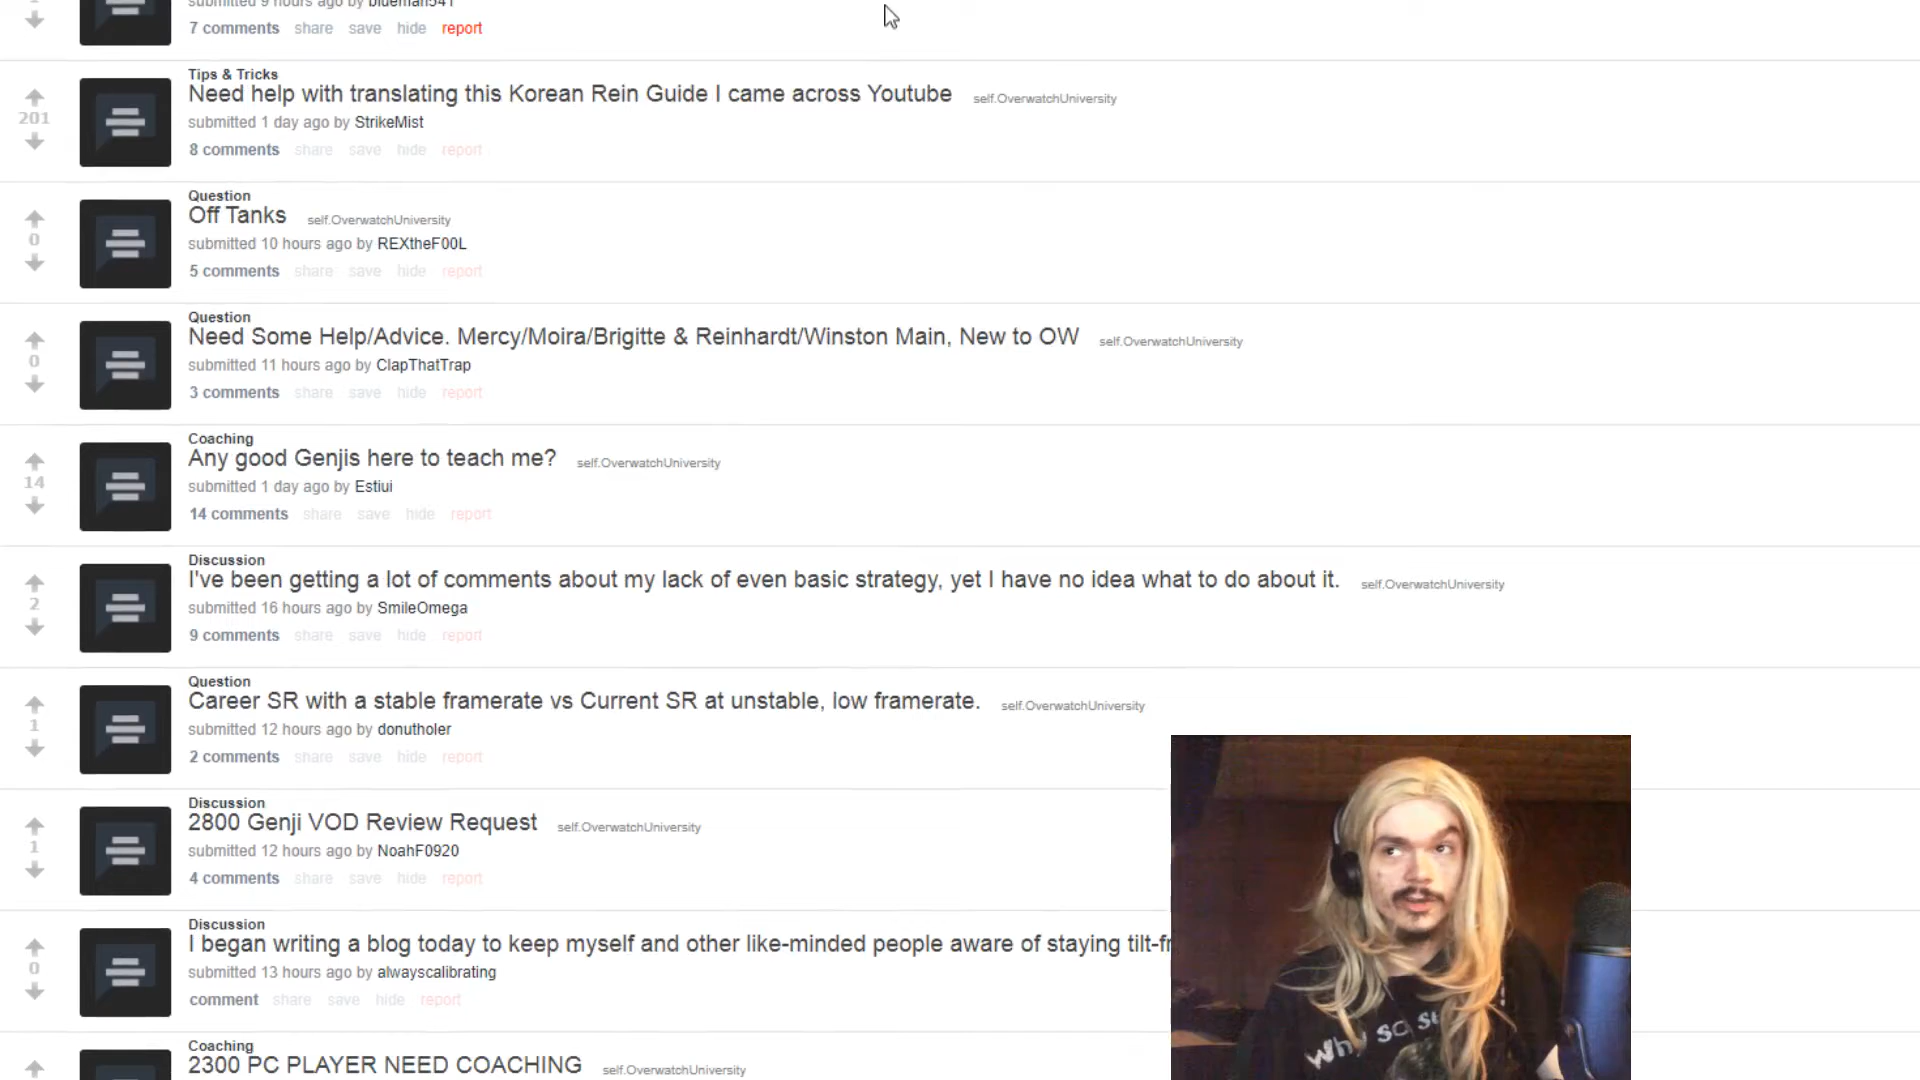 submitted 9 hours ago by blueman541
7 comments share save hide report
Tips & Tricks
201
Need help with translating this Korean Rein Guide I came across Youtube self.OverwatchUniversity
submitted 1 day ago by StrikeMist
8 comments share save hide report
Question
0
Off Tanks self.OverwatchUniversity
submitted 10 hours ago by REXtheF00L
5 comments share save hide report
Question
0
Need Some Help/Advice. Mercy/Moira/Brigitte & Reinhardt/Winston Main, New to OW self.OverwatchUniversity
submitted 11 hours ago by ClapThatTrap
3 comments share save hide report
Coaching
14
Any good Genjis here to teach me? self.OverwatchUniversity
submitted 1 day ago by Estiui
14 comments share save hide report
Discussion
2
I've been getting a lot of comments about my lack of even basic strategy, yet I have no idea what to do about it. self.OverwatchUniversity
submitted 16 hours ago by SmileOmega
9 comments share save hide report
Question
1
Career SR with a stable framerate vs Current SR at unstable, low framerate. self.OverwatchUniversity
submitted 12 hours ago by donutholer
2 comments share save hide report
Discussion
1
2800 Genji VOD Review Request self.OverwatchUniversity
submitted 12 hours ago by NoahF0920
4 comments share save hide report
Discussion
0
I began writing a blog today to keep myself and other like-minded people aware of staying tilt-fr
submitted 13 hours ago by alwayscalibrating
comment share save hide report
Coaching
2300 PC PLAYER NEED COACHING self.OverwatchUniversity
Why so